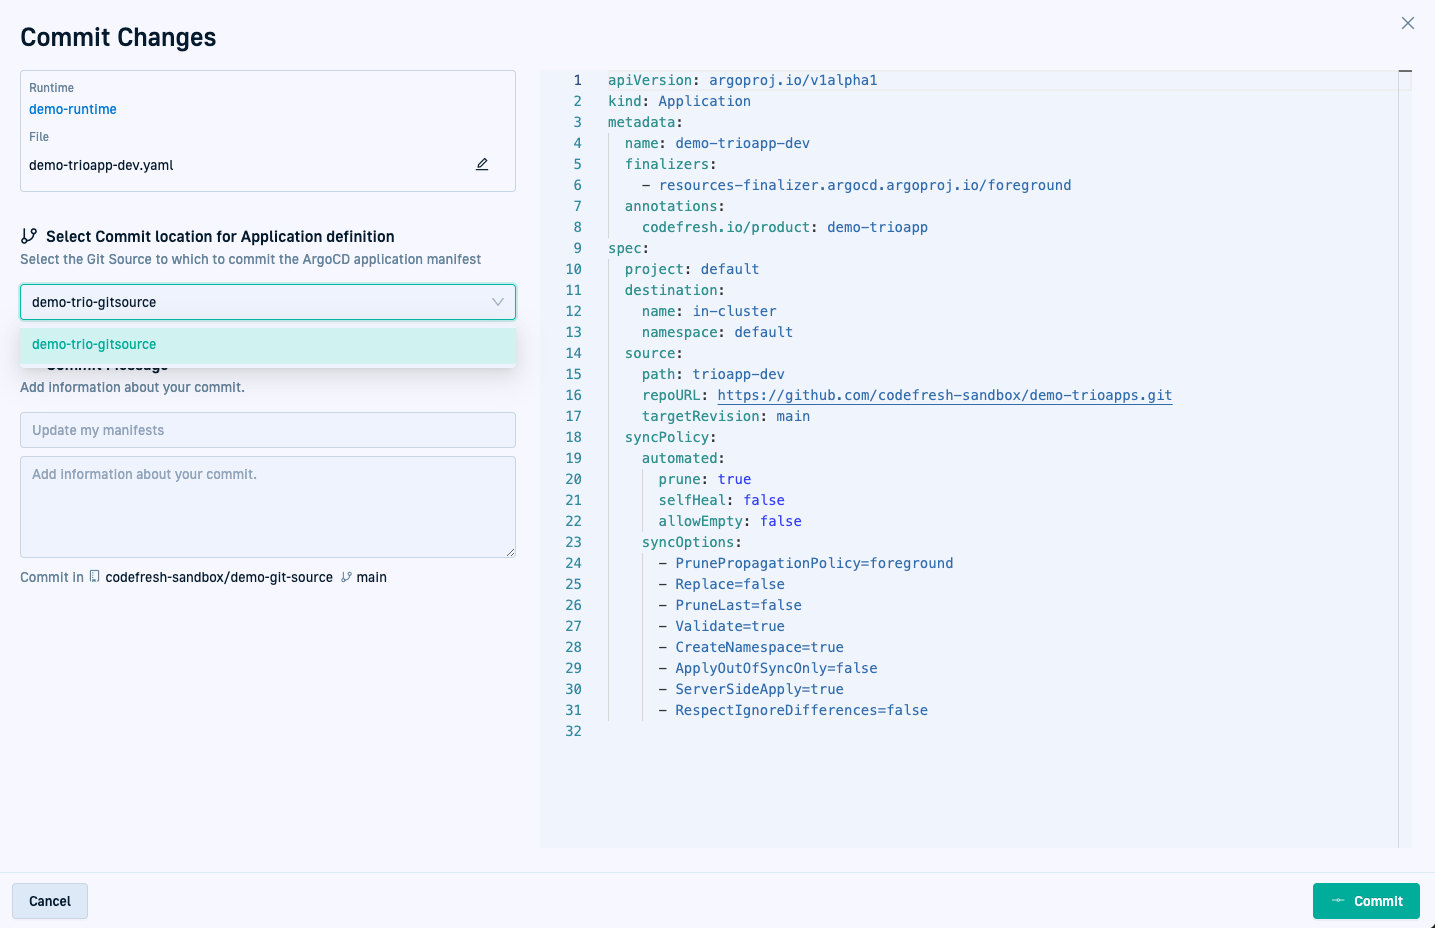 Commit Changes
Runtime
demo-runtime
File
demo-trioapp-dev.yaml
Select Commit location for Application definition
Select the Git Source to which to commit the ArgoCD application manifest
demo-trio-gitsource
demo-trio-gitsource
Commit Message
Add information about your commit.
Update my manifests
Add information about your commit.
Commit in codefresh-sandbox/demo-git-source main
1 apiVersion: argoproj.io/v1alpha1
2 kind: Application
3 metadata:
4 name: demo-trioapp-dev
5 finalizers:
6 - resources-finalizer.argocd.argoproj.io/foreground
7 annotations:
8 codefresh.io/product: demo-trioapp
9 spec:
10 project: default
11 destination:
12 name: in-cluster
13 namespace: default
14 source:
15 path: trioapp-dev
16 repoURL: https://github.com/codefresh-sandbox/demo-trioapps.git
17 targetRevision: main
18 syncPolicy:
19 automated:
20 prune: true
21 selfHeal: false
22 allowEmpty: false
23 syncOptions:
24 - PrunePropagationPolicy=foreground
25 - Replace=false
26 - PruneLast=false
27 - Validate=true
28 - CreateNamespace=true
29 - ApplyOutOfSyncOnly=false
30 - ServerSideApply=true
31 - RespectIgnoreDifferences=false
32
Cancel
Commit